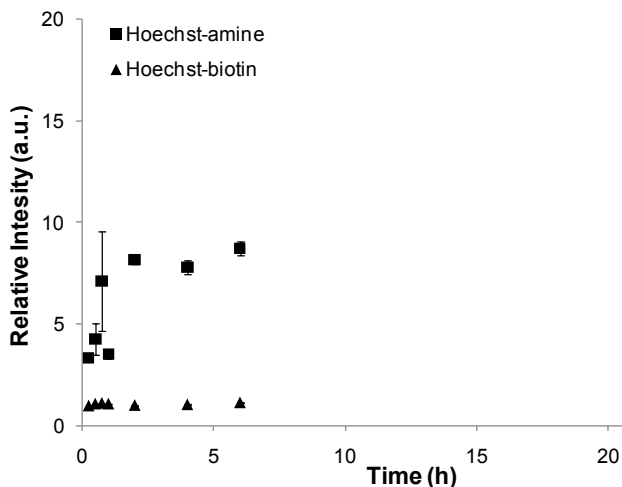 20
Hoechst-amine
Hoechst-biotin
15
10
5
0
Relative Intesity (a.u.)
0 5 10 15 20
Time (h)